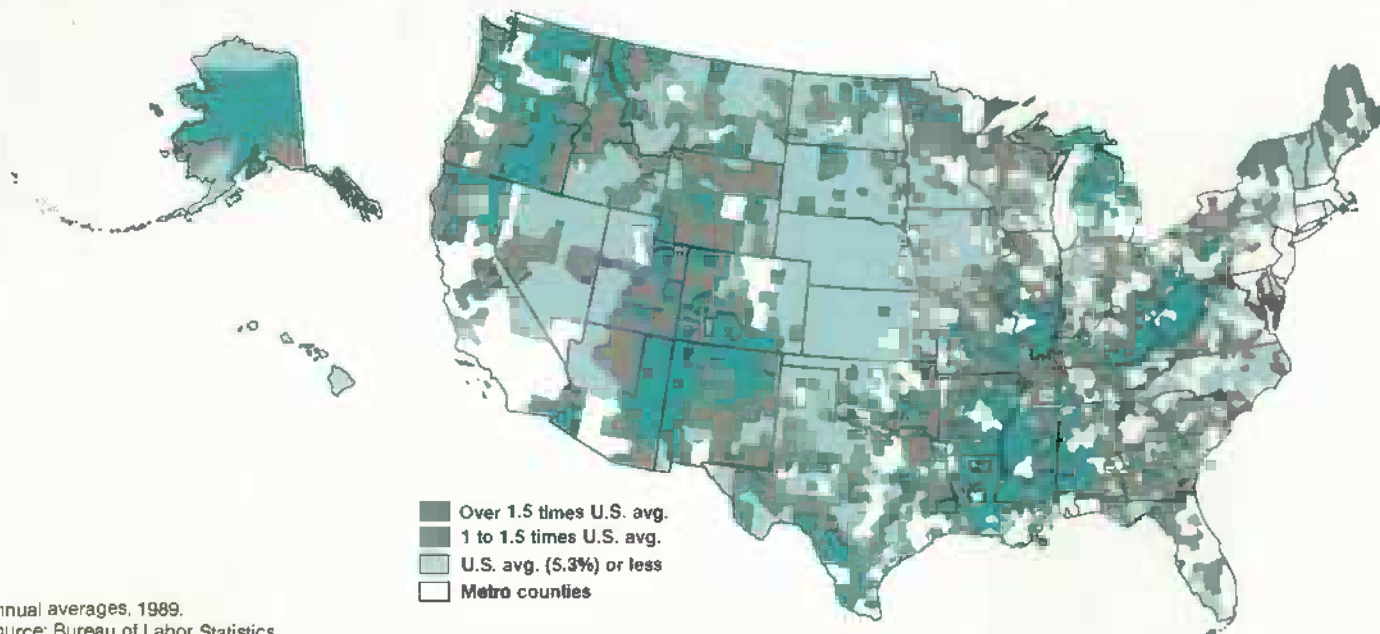 Over 1.5 times U.S. avg.
1 to 1.5 times U.S. avg.
U.S. avg. (5.3%) or less
Metro counties
nnual averages, 1989.
ource: Bureau of Labor Statistics